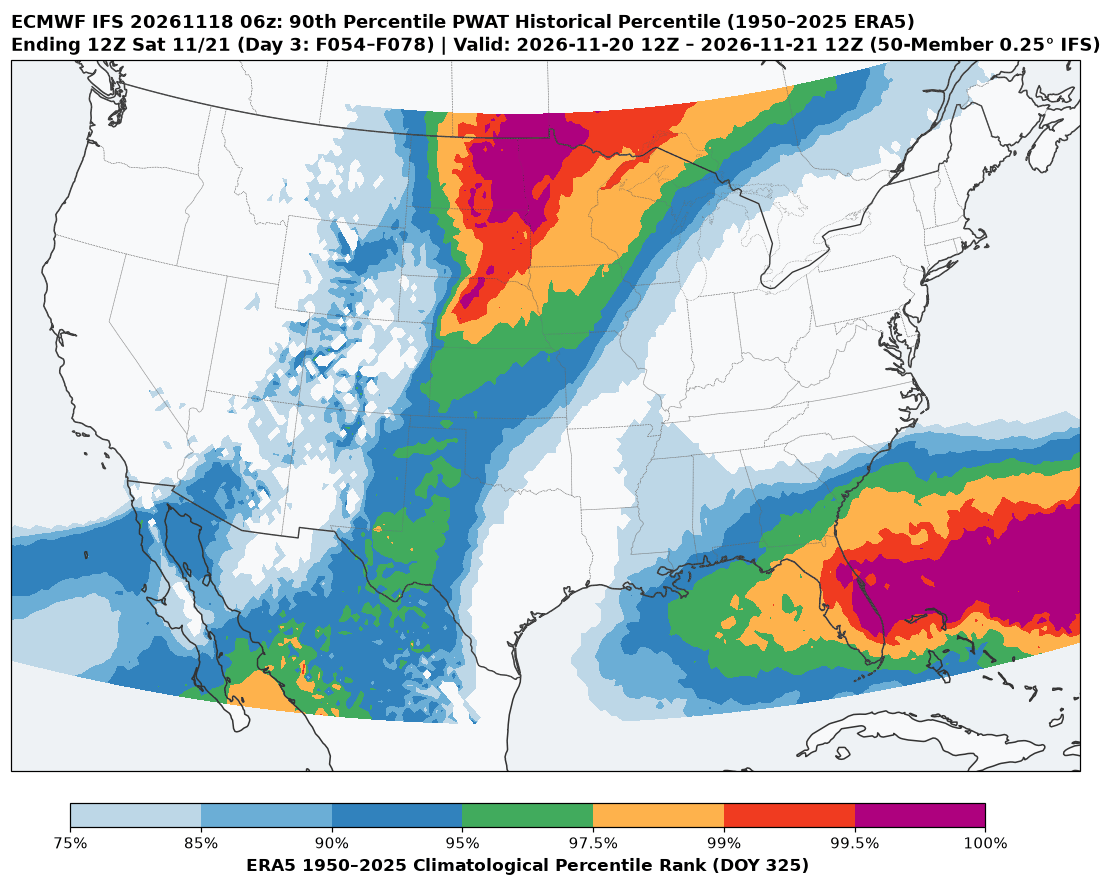 ECMWF IFS 20261118 06z: 90th Percentile PWAT Historical Percentile (1950–2025 ERA5)
Ending 12Z Sat 11/21 (Day 3: F054–F078) | Valid: 2026-11-20 12Z – 2026-11-21 12Z (50-Member 0.25° IFS)
75% 85% 90% 95% 97.5% 99% 99.5% 100%
ERA5 1950–2025 Climatological Percentile Rank (DOY 325)